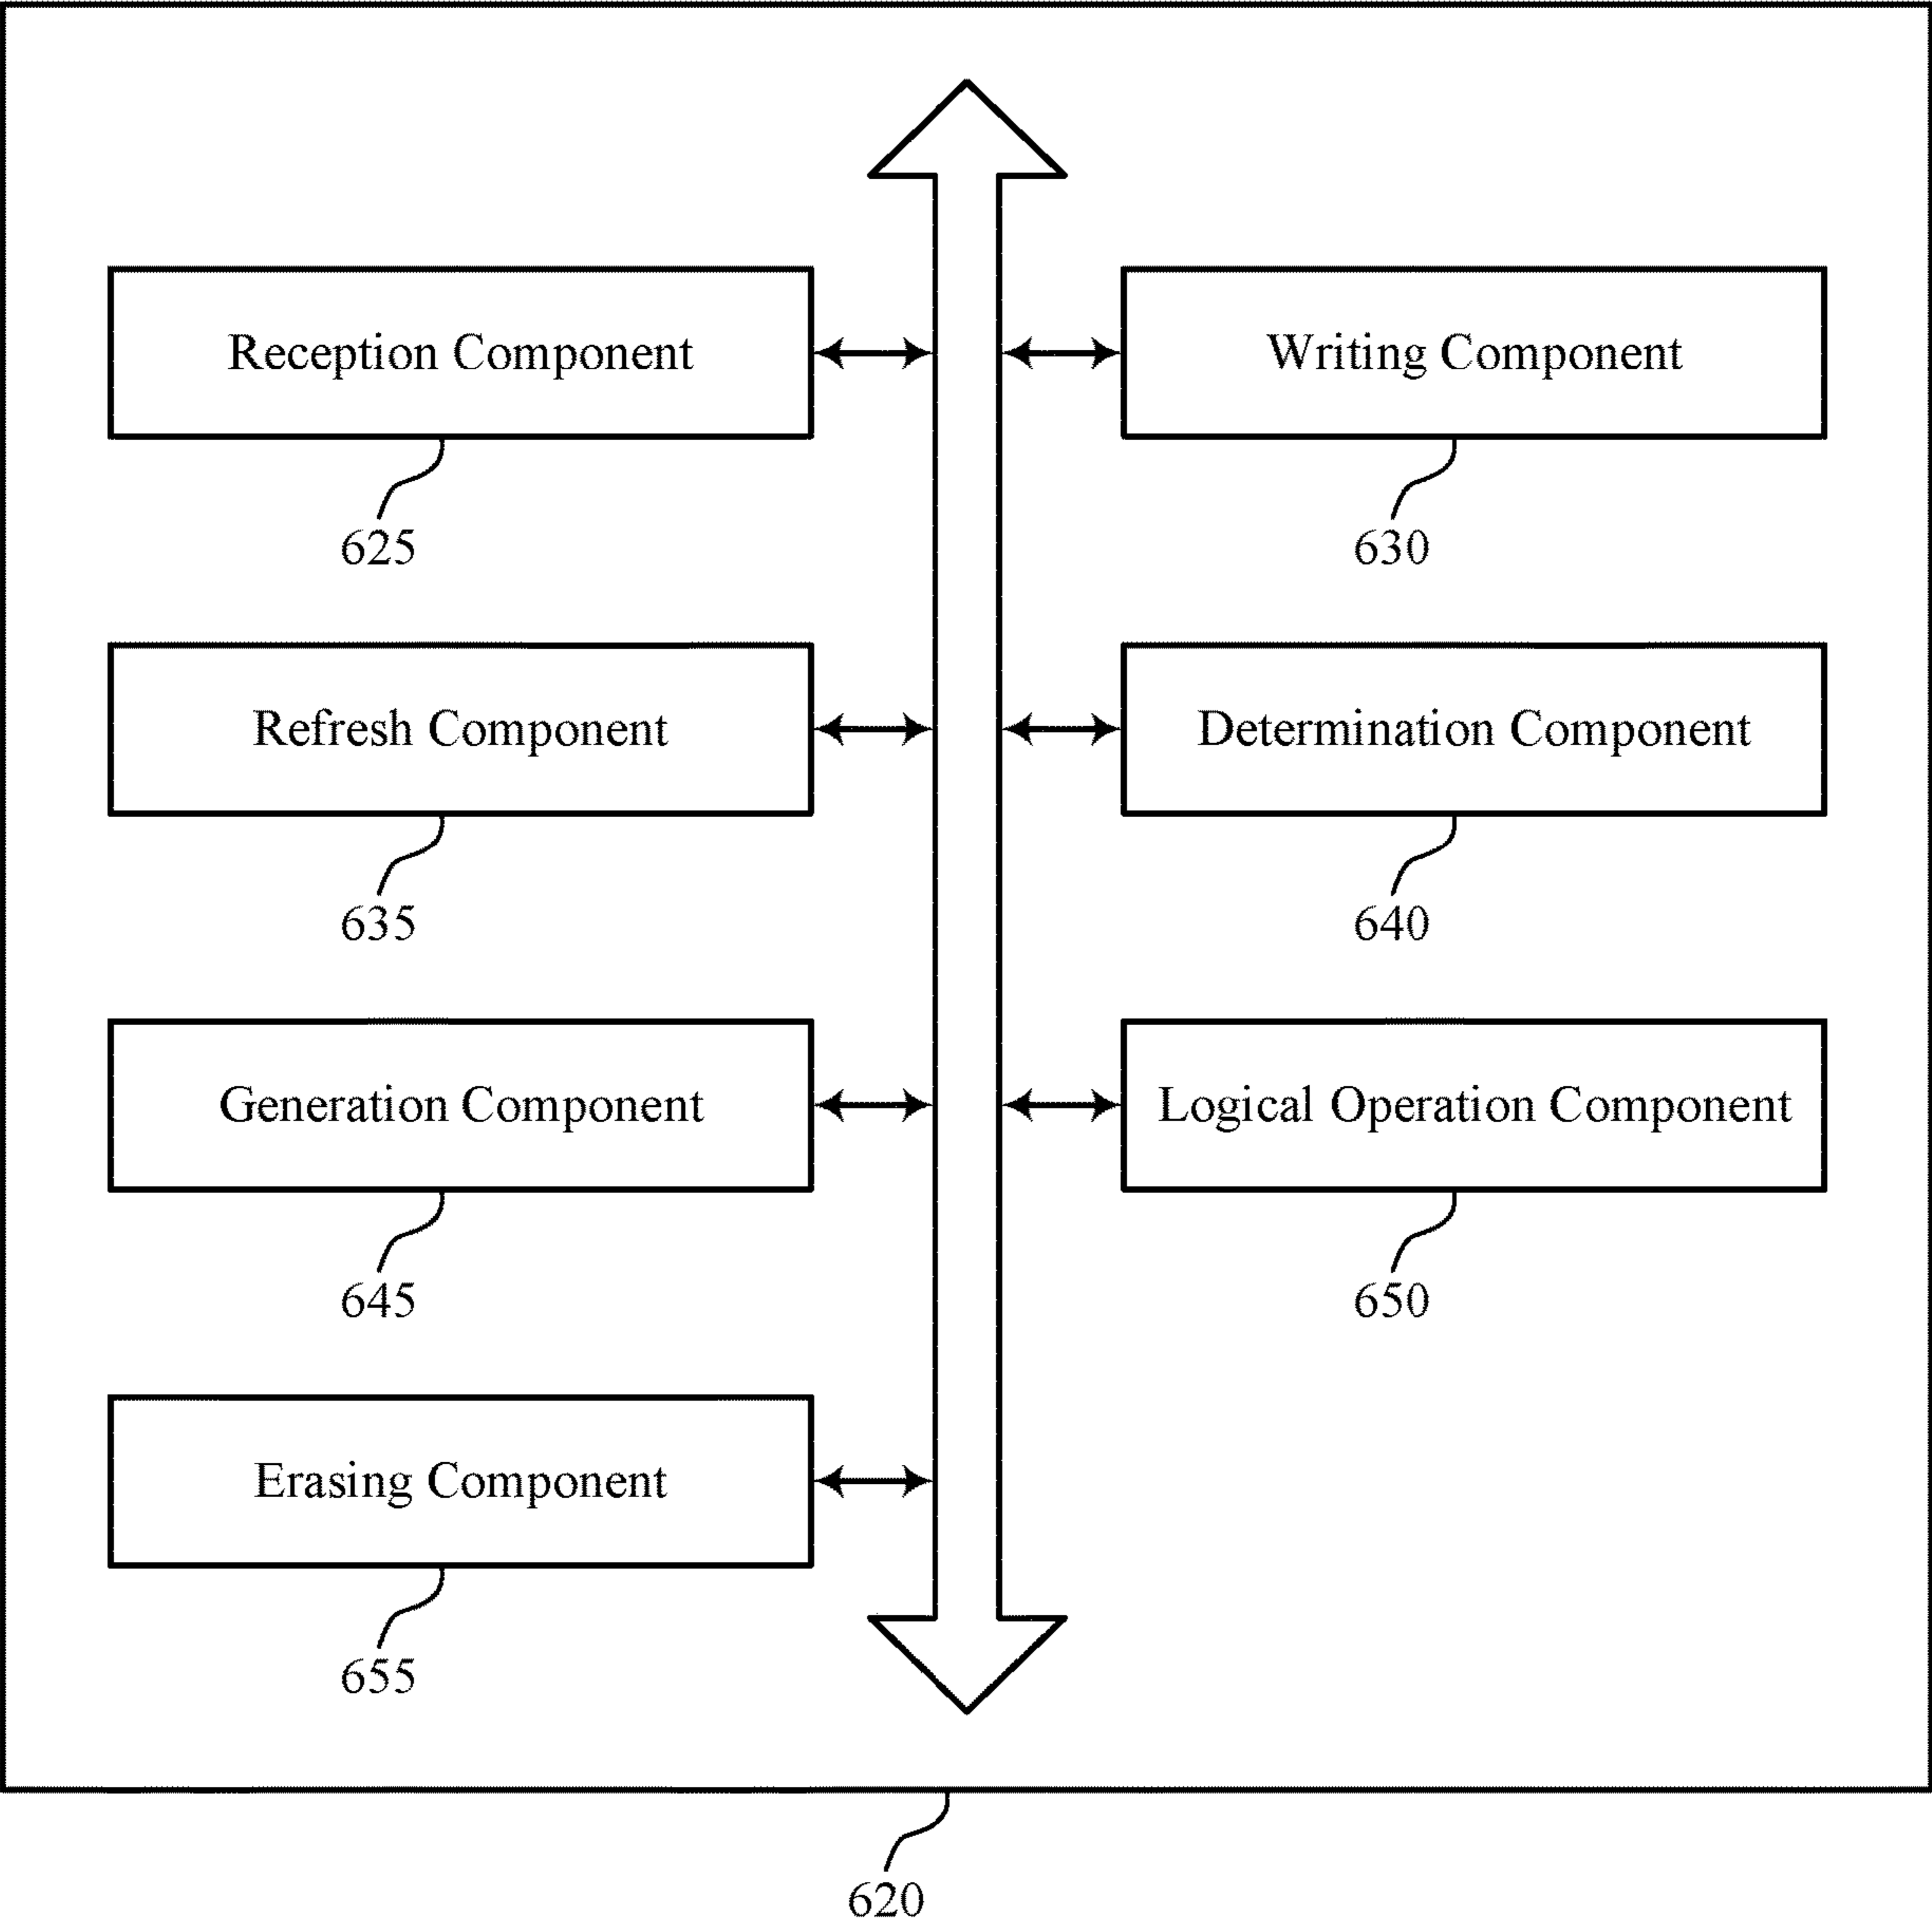 Reception Component
Writing Component
625
630
Refresh Component
Determination Component
635
640
Generation Component
Logical Operation Component
645
650
Erasing Component
655
620